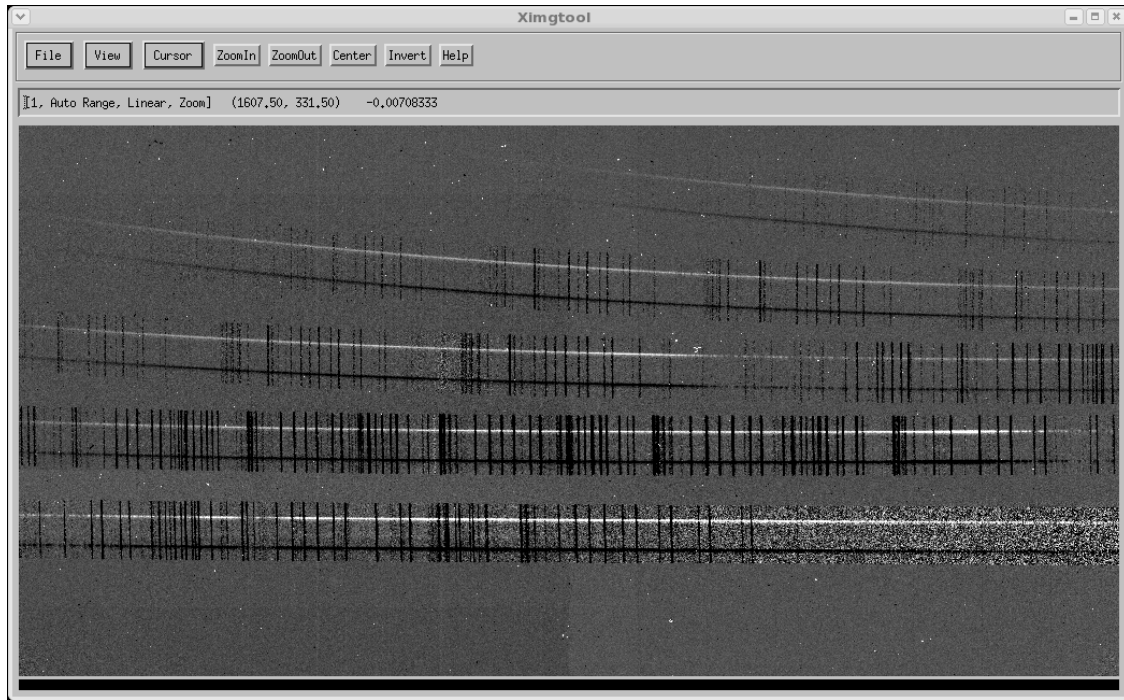 Ximgtool
File View Cursor ZoomIn ZoomOut Center Invert Help
[1, Auto Range, Linear, Zoom] (1607.50, 331.50) -0.00708333